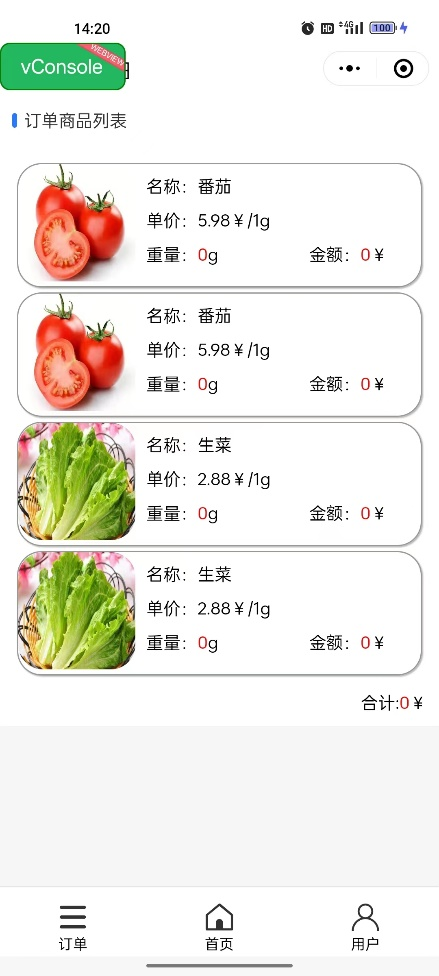 14:20
HD 4G 100
vConsole
WEBVIEW
订单商品列表
名称：番茄
单价：5.98￥/1g
重量：0g 金额：0￥
名称：番茄
单价：5.98￥/1g
重量：0g 金额：0￥
名称：生菜
单价：2.88￥/1g
重量：0g 金额：0￥
名称：生菜
单价：2.88￥/1g
重量：0g 金额：0￥
合计:0￥
订单 首页 用户